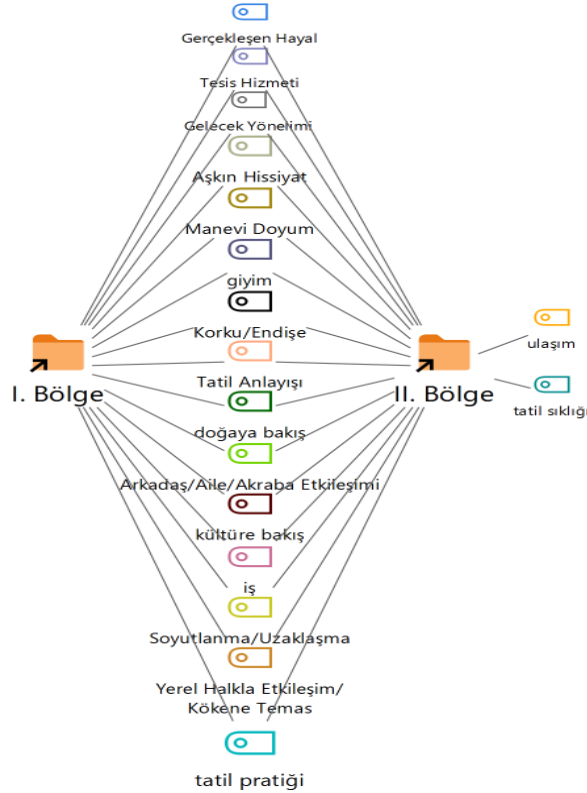 Gerçekleşen Hayal
Tesis Hizmeti
Gelecek Yönelimi
Aşkın Hissiyat
Manevi Doyum
giyim
Korku/Endişe
I. Bölge
Tatil Anlayışı
II. Bölge
ulaşım
tatil sıklığı
doğaya bakış
Arkadaş/Aile/Akraba Etkileşimi
kültüre bakış
iş
Soyutlanma/Uzaklaşma
Yerel Halkla Etkileşim/
Kökene Temas
tatil pratiği